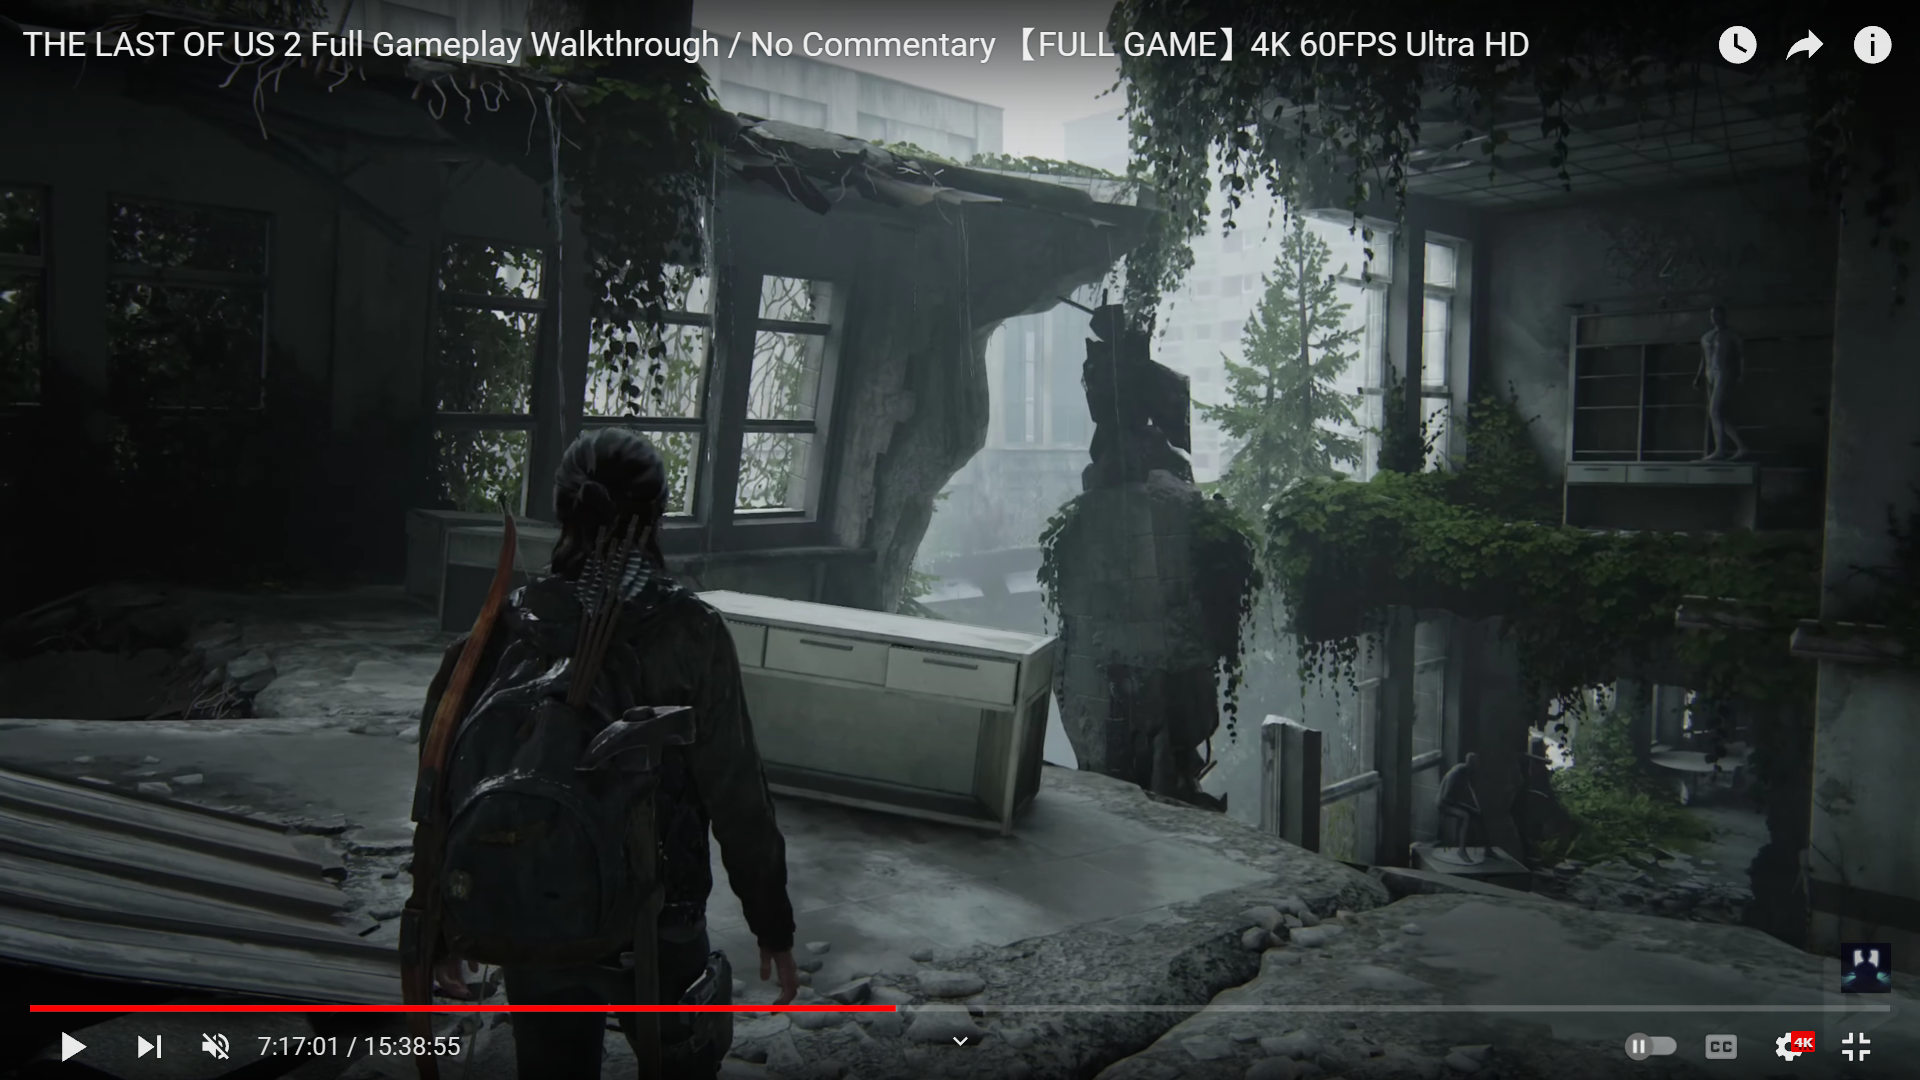 THE LAST OF US 2 Full Gameplay Walkthrough / No Commentary 【FULL GAME】4K 60FPS Ultra HD
7:17:01 / 15:38:55
CC
4K